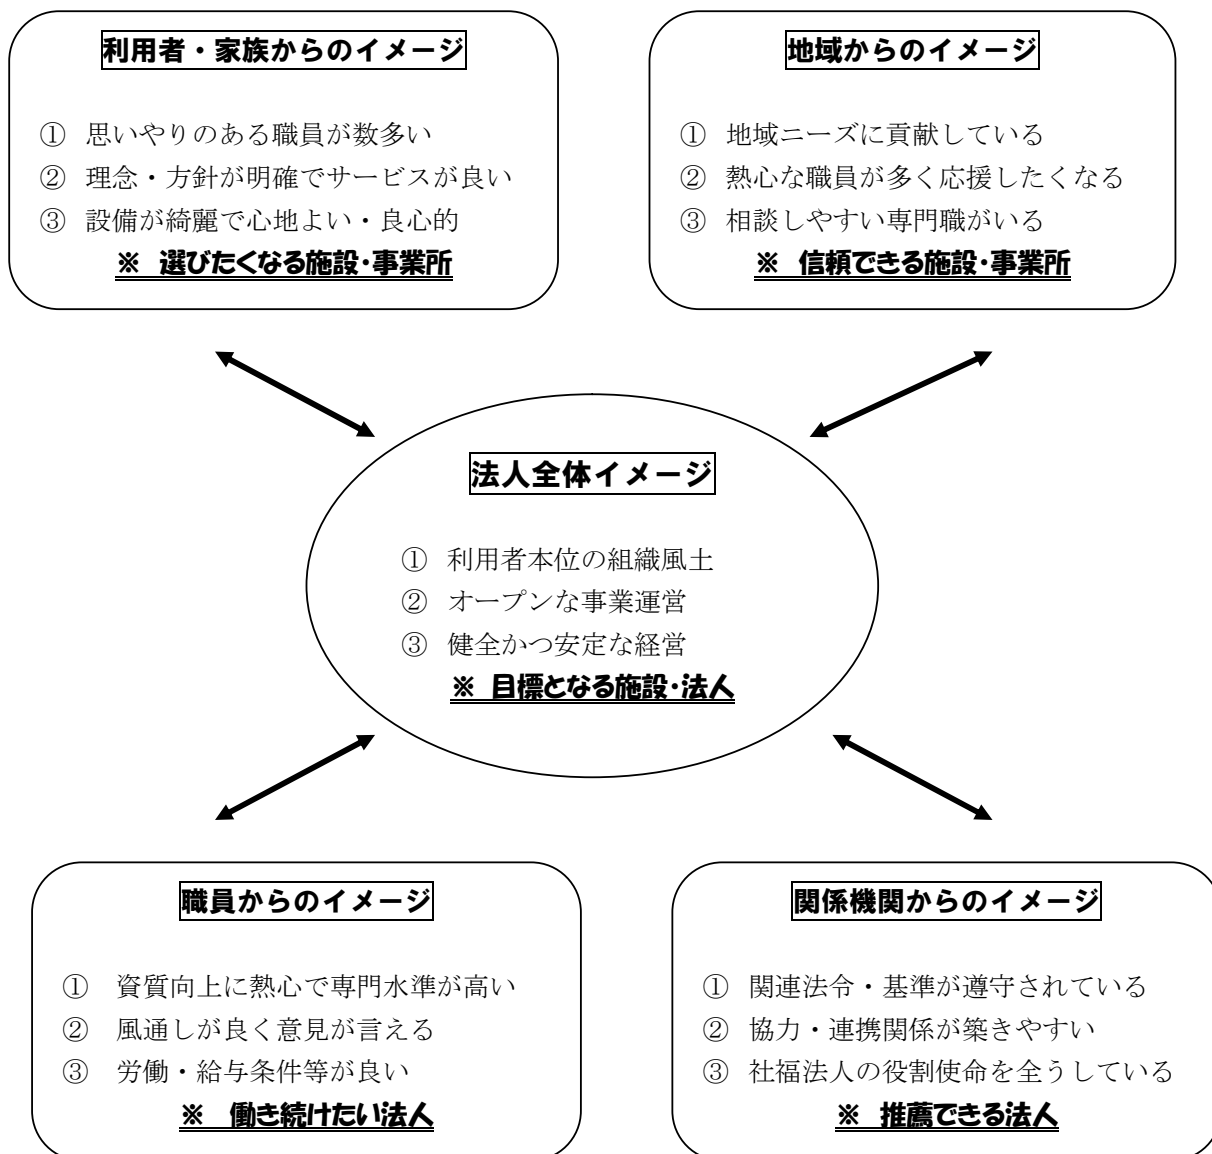 利用者・家族からのイメージ
① 思いやりのある職員が数多い
② 理念・方針が明確でサービスが良い
③ 設備が綺麗で心地よい・良心的
※ 選びたくなる施設・事業所
地域からのイメージ
① 地域ニーズに貢献している
② 熱心な職員が多く応援したくなる
③ 相談しやすい専門職がいる
※ 信頼できる施設・事業所
法人全体イメージ
① 利用者本位の組織風土
② オープンな事業運営
③ 健全かつ安定な経営
※ 目標となる施設・法人
職員からのイメージ
① 資質向上に熱心で専門水準が高い
② 風通しが良く意見が言える
③ 労働・給与条件等が良い
※ 働き続けたい法人
関係機関からのイメージ
① 関連法令・基準が遵守されている
② 協力・連携関係が築きやすい
③ 社福法人の役割使命を全うしている
※ 推薦できる法人